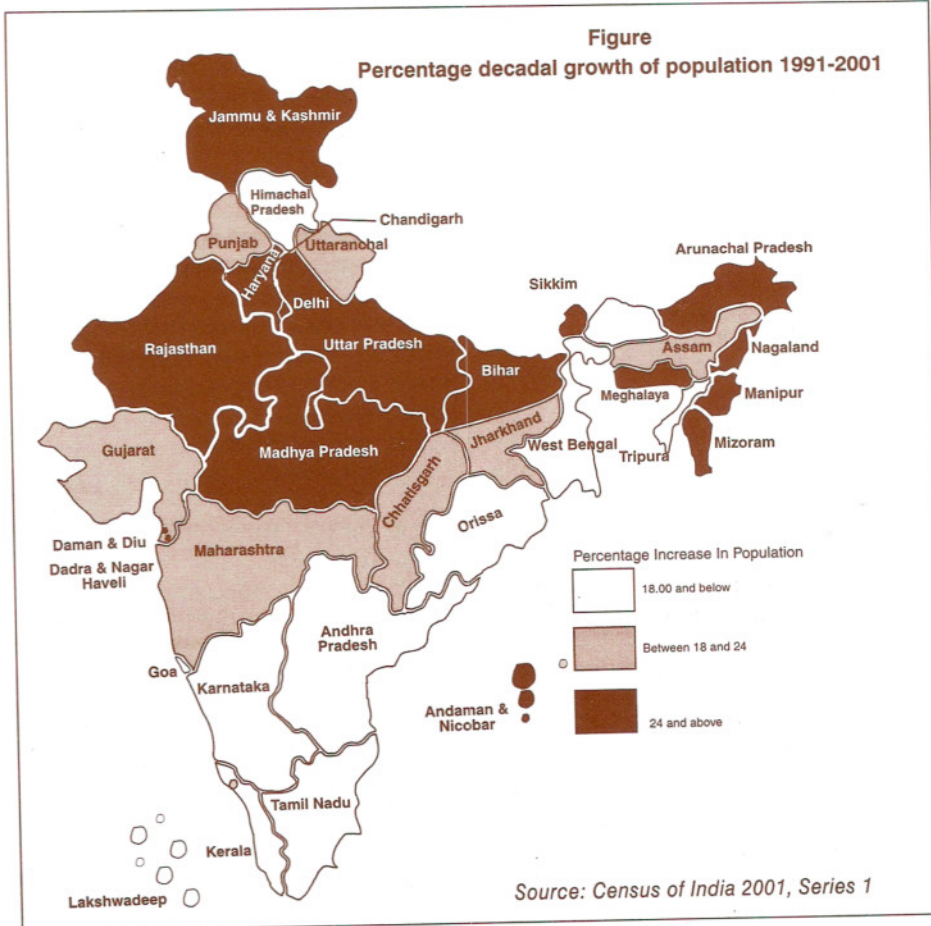 Figure
Percentage decadal growth of population 1991-2001
Jammu & Kashmir
Himachal
Pradesh
Chandigarh
Punjab
Uttaranchal
Haryana
Delhi
Arunachal Pradesh
Sikkim
Rajasthan
Uttar Pradesh
Bihar
Assam
Nagaland
Meghalaya
Manipur
Gujarat
Madhya Pradesh
Jharkhand
West Bengal
Tripura
Mizoram
Chhatisgarh
Orissa
Daman & Diu
Dadra & Nagar
Haveli
Maharashtra
Percentage Increase In Population
18.00 and below
Between 18 and 24
24 and above
Andhra
Pradesh
Goa
Karnataka
Andaman &
Nicobar
Tamil Nadu
Kerala
Lakshwadeep
Source: Census of India 2001, Series 1